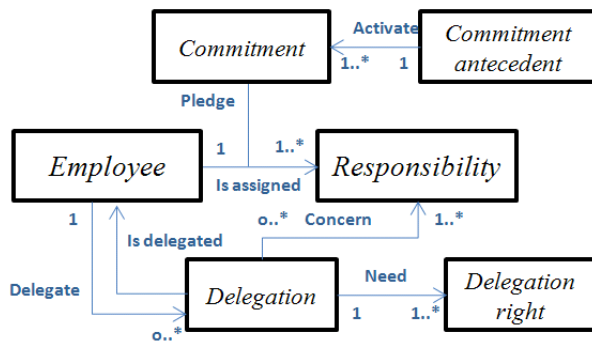 Commitment
Activate
1..*
1
Commitment
antecedent
Pledge
Employee
1
1..*
Is assigned
Responsibility
1
Is delegated
o..*
Concern
1..*
Delegate
o..*
Delegation
Need
1
1..*
Delegation
right